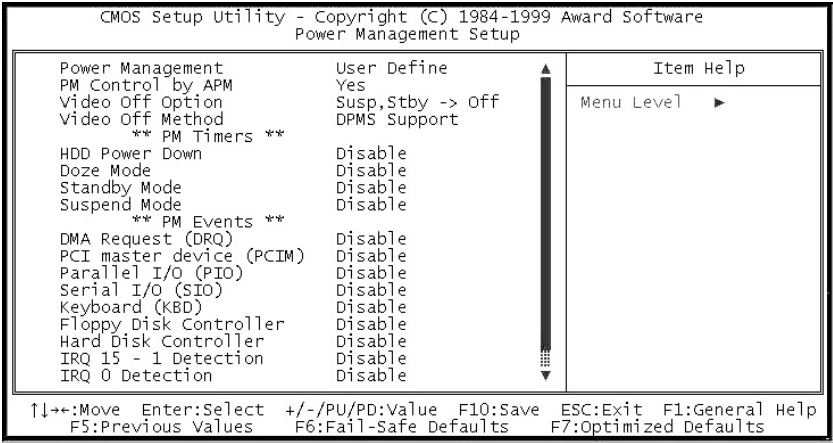 CMOS Setup Utility - Copyright (C) 1984-1999 Award Software
Power Management Setup
Power Management User Define
PM Control by APM Yes
Video Off Option Susp,Stby -> Off
Video Off Method DPMS Support
** PM Timers **
HDD Power Down Disable
Doze Mode Disable
Standby Mode Disable
Suspend Mode Disable
** PM Events **
DMA Request (DRQ) Disable
PCI master device (PCIM) Disable
Parallel I/O (PIO) Disable
Serial I/O (SIO) Disable
Keyboard (KBD) Disable
Floppy Disk Controller Disable
Hard Disk Controller Disable
IRQ 15 - 1 Detection Disable
IRQ 0 Detection Disable
Item Help
Menu Level ►
↑↓→←:Move Enter:Select +/-/PU/PD:Value F10:Save ESC:Exit F1:General Help
F5:Previous Values F6:Fail-Safe Defaults F7:Optimized Defaults